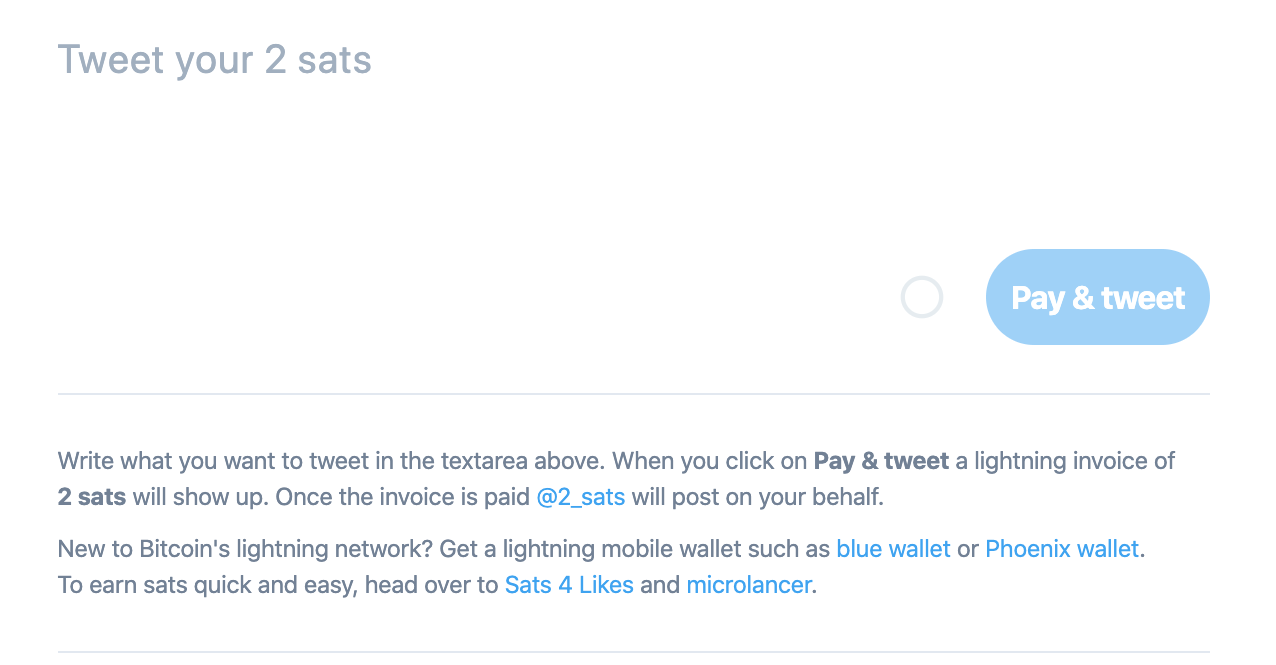 Tweet your 2 sats
Pay & tweet
Write what you want to tweet in the textarea above. When you click on Pay & tweet a lightning invoice of
2 sats will show up. Once the invoice is paid @2_sats will post on your behalf.
New to Bitcoin's lightning network? Get a lightning mobile wallet such as blue wallet or Phoenix wallet.
To earn sats quick and easy, head over to Sats 4 Likes and microlancer.